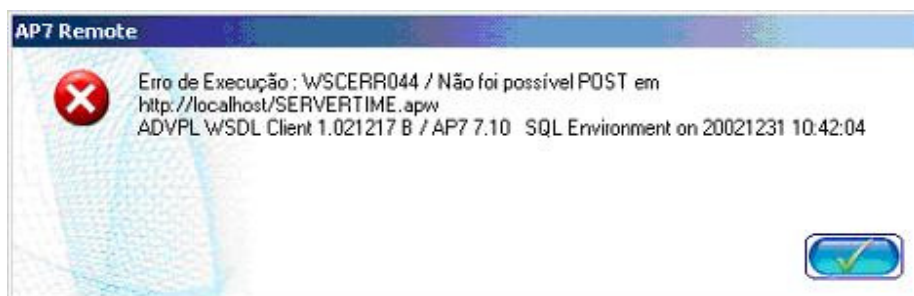 AP7 Remote
Erro de Execução : WSCERR044 / Não foi possível POST em
http://localhost/SERVERTIME.apw
ADVPL WSDL Client 1.021217 B / AP7 7.10 SQL Environment on 20021231 10:42:04